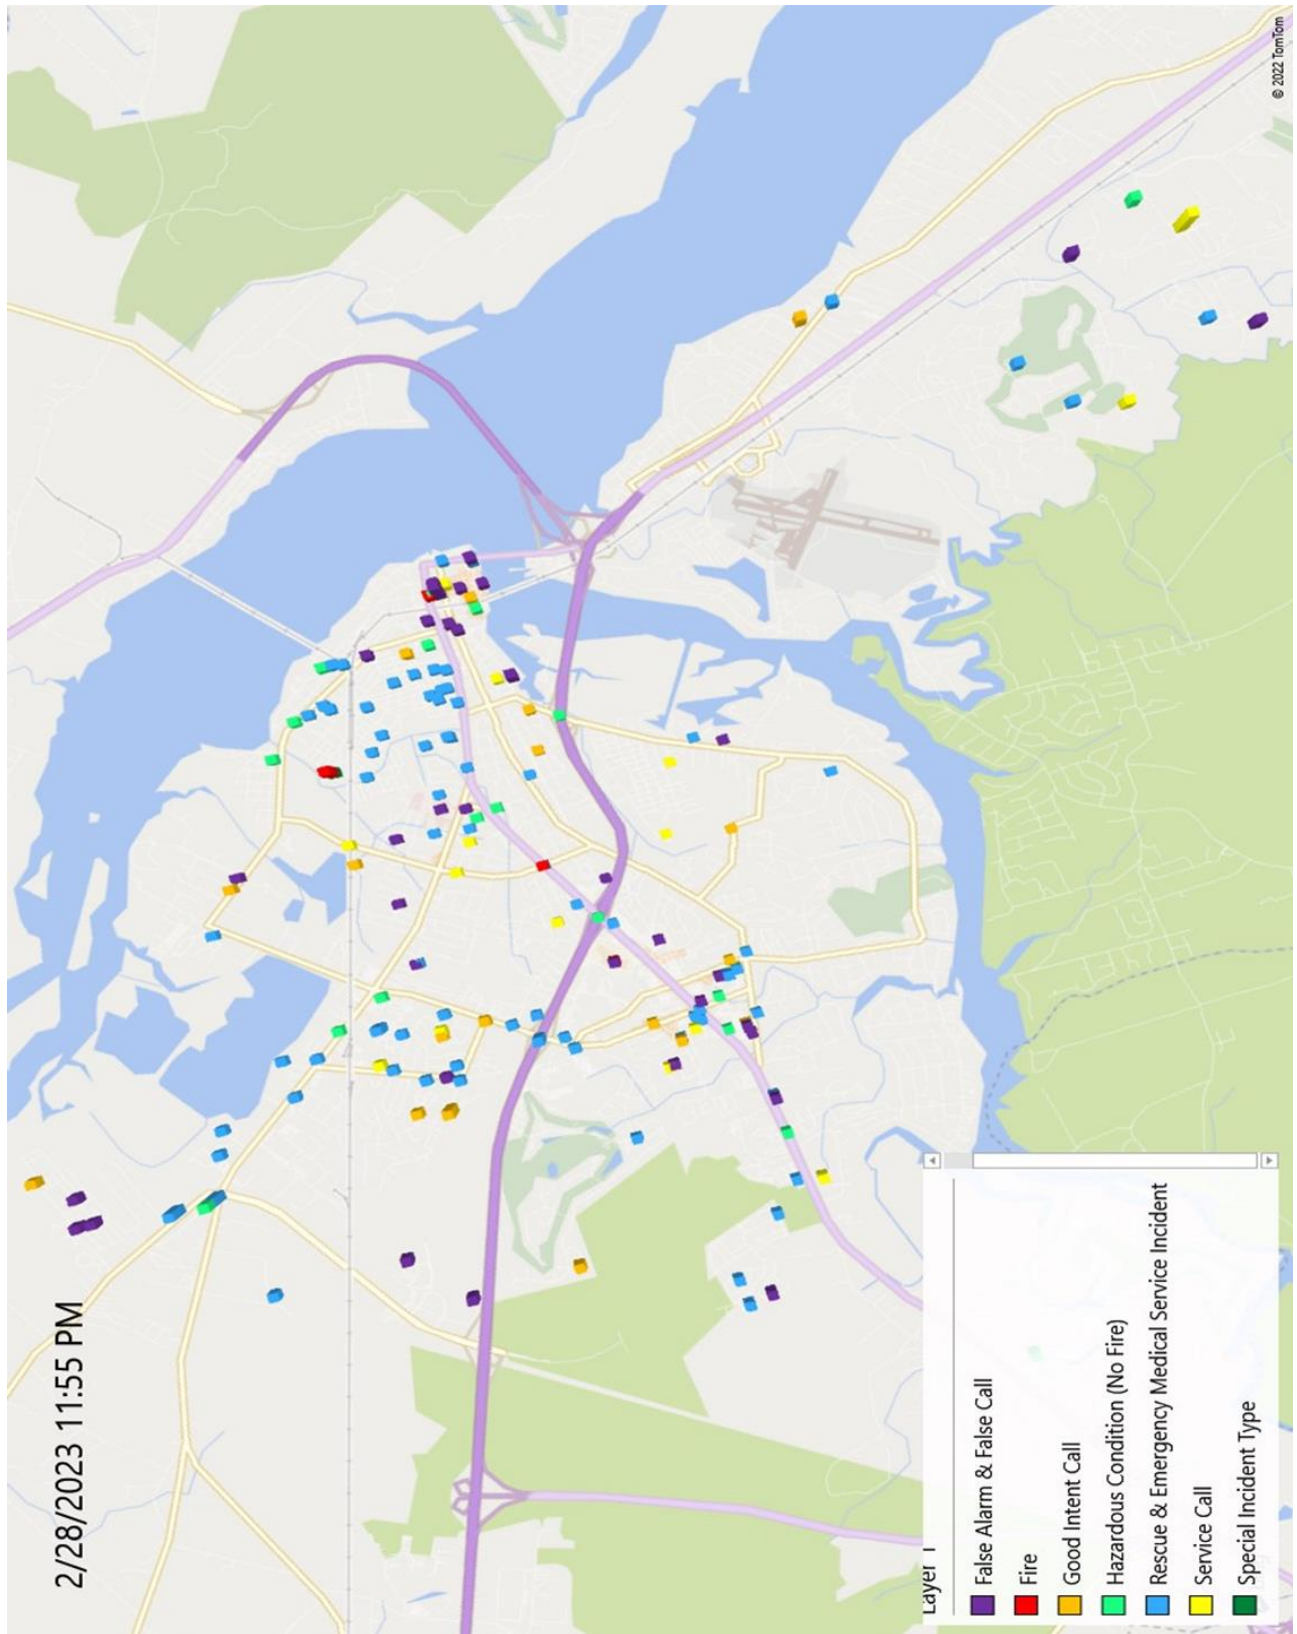 2/28/2023 11:55 PM
© 2022 TomTom
Layer 1
False Alarm & False Call
Fire
Good Intent Call
Hazardous Condition (No Fire)
Rescue & Emergency Medical Service Incident
Service Call
Special Incident Type